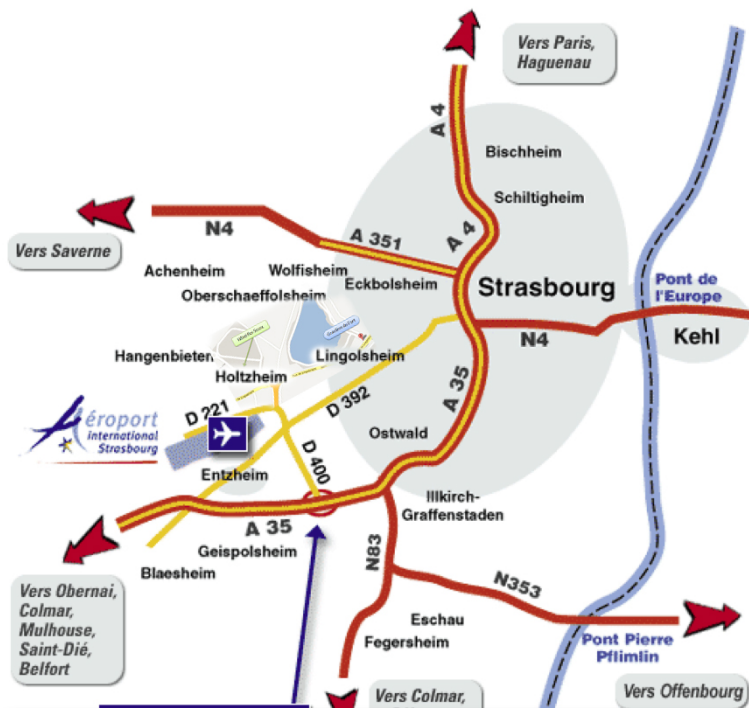 Vers Paris,
Haguenau
A 4
Bischheim
Schiltigheim
A 4
N4
A 351
Vers Saverne
Achenheim
Wolfisheim
Eckbolsheim
Oberschaeffolsheim
Strasbourg
Pont de
l'Europe
N4
Kehl
Hangenbieten
Lingolsheim
Holtzheim
A 35
D 392
D 221
Aéroport
international
Strasbourg
Ostwald
D 400
Entzheim
Illkirch-
Graffenstaden
A 35
Geispolsheim
Blaesheim
N83
N353
Vers Obernai,
Colmar,
Mulhouse,
Saint-Dié,
Belfort
Eschau
Fegersheim
Pont Pierre
Pflimlin
Vers Colmar,
Vers Offenbourg